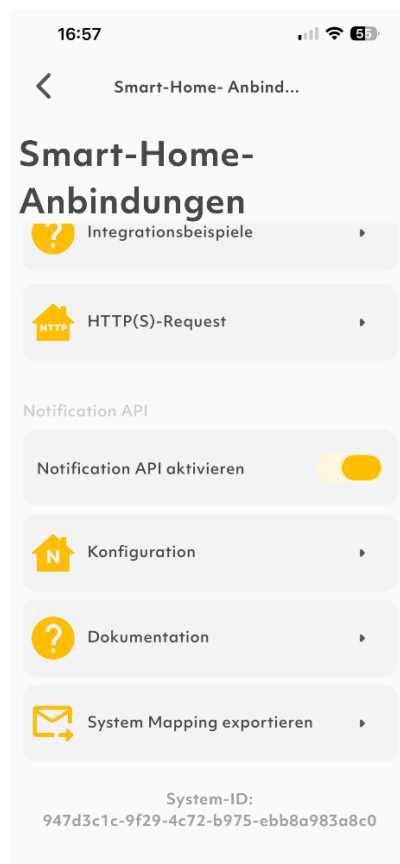 16:57
55
Smart-Home- Anbind...
Smart-Home-
Anbindungen
Integrationsbeispiele
HTTP
HTTP(S)-Request
Notification API
Notification API aktivieren
N
Konfiguration
?
Dokumentation
System Mapping exportieren
System-ID:
947d3c1c-9f29-4c72-b975-ebb8a983a8c0